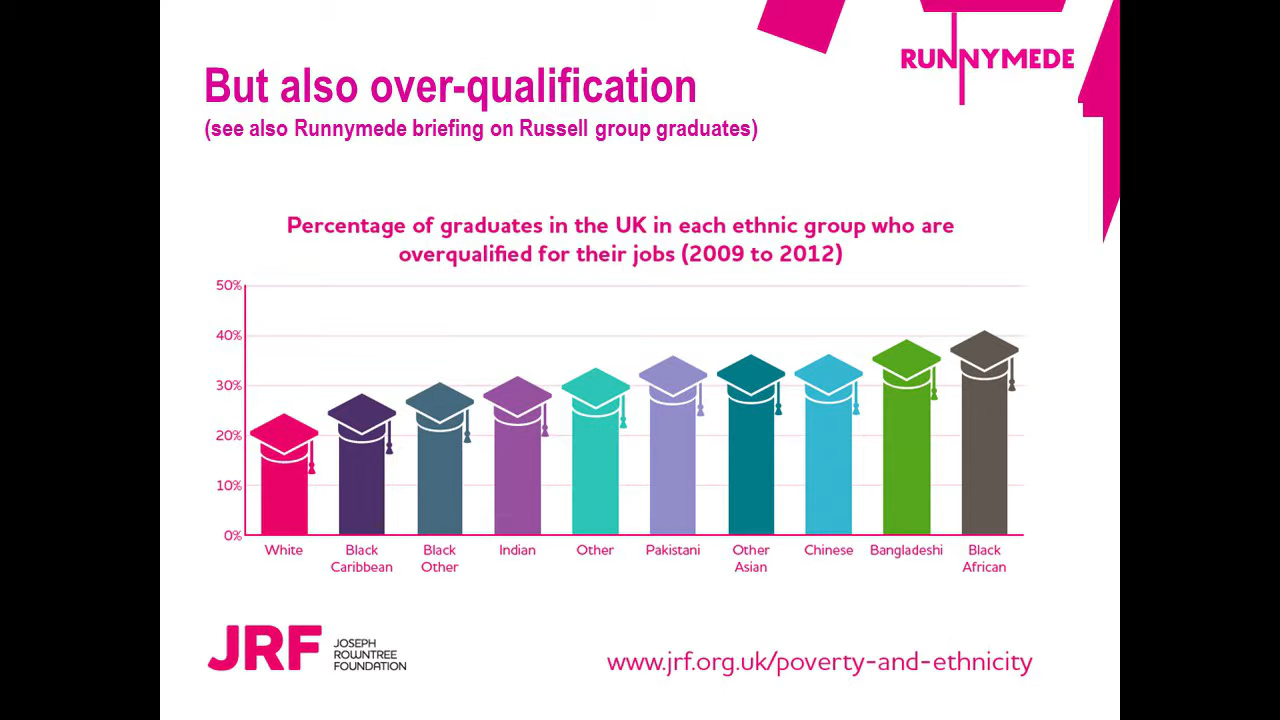 RUNNYMEDE
But also over-qualification
(see also Runnymede briefing on Russell group graduates)
Percentage of graduates in the UK in each ethnic group who are
overqualified for their jobs (2009 to 2012)
50%
40%
30%
20%
10%
0%
White
Black
Caribbean
Black
Other
Indian
Other
Pakistani
Other
Asian
Chinese
Bangladeshi
Black
African
JRF
JOSEPH
ROWNTREE
FOUNDATION
www.jrf.org.uk/poverty-and-ethnicity